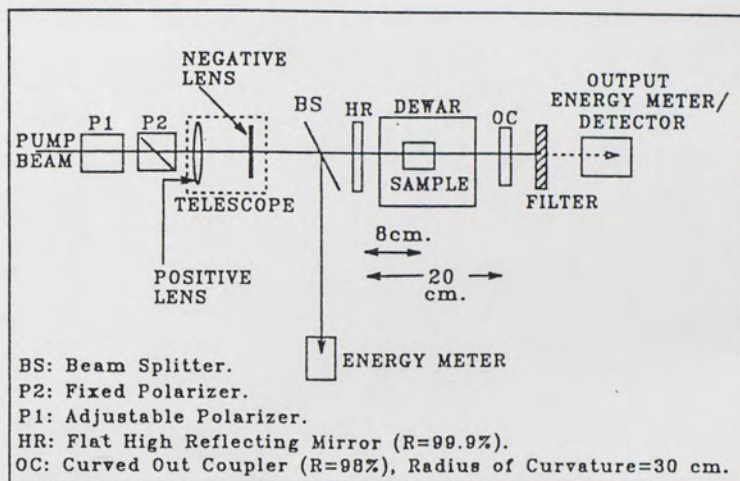 NEGATIVE
LENS
OUTPUT
ENERGY METER/
DETECTOR
BS
HR
DEWAR
OC
P1
P2
PUMP
BEAM
SAMPLE
TELESCOPE
FILTER
8cm.
20
cm.
POSITIVE
LENS
ENERGY METER
BS: Beam Splitter.
P2: Fixed Polarizer.
P1: Adjustable Polarizer.
HR: Flat High Reflecting Mirror (R=99.9%).
OC: Curved Out Coupler (R=98%), Radius of Curvature=30 cm.